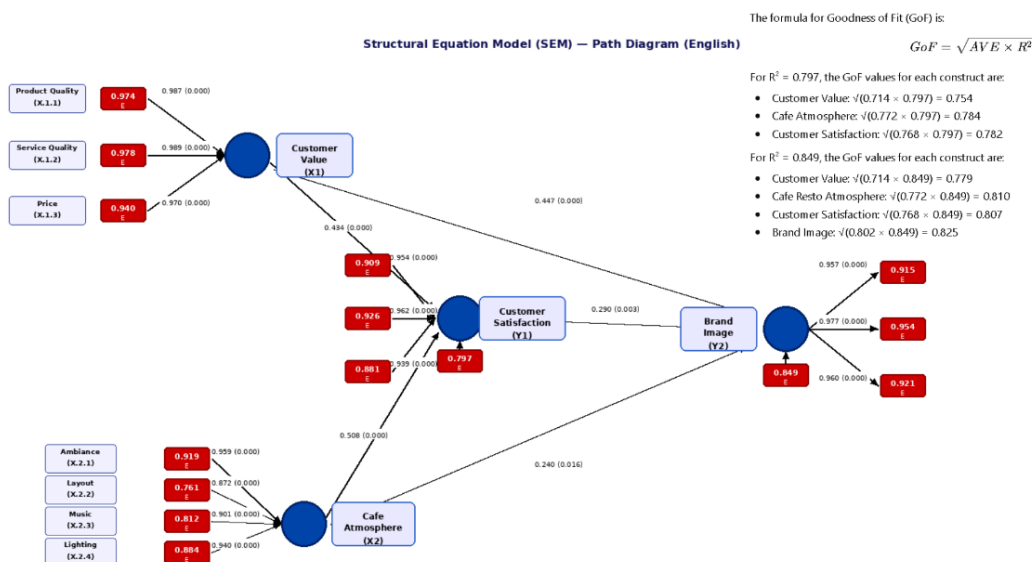 The formula for Goodness of Fit (GoF) is:
GoF = √AVE × R²
Structural Equation Model (SEM) — Path Diagram (English)
For R² = 0.797, the GoF values for each construct are:
• Customer Value: √(0.714 × 0.797) = 0.754
• Cafe Atmosphere: √(0.772 × 0.797) = 0.784
• Customer Satisfaction: √(0.768 × 0.797) = 0.782
For R² = 0.849, the GoF values for each construct are:
• Customer Value: √(0.714 × 0.849) = 0.779
• Cafe Resto Atmosphere: √(0.772 × 0.849) = 0.810
• Customer Satisfaction: √(0.768 × 0.849) = 0.807
• Brand Image: √(0.802 × 0.849) = 0.825
Product Quality
(X.1.1)
0.974
E
0.987 (0.000)
Service Quality
(X.1.2)
0.978
E
0.989 (0.000)
Price
(X.1.3)
0.940
E
0.970 (0.000)
Customer
Value
(X1)
0.447 (0.000)
0.434 (0.000)
0.909
E
0.954 (0.000)
0.926
E
0.962 (0.000)
0.881
E
0.939 (0.000)
Customer
Satisfaction
(Y1)
0.797
E
0.290 (0.003)
Brand
Image
(Y2)
0.849
E
0.957 (0.000)
0.915
E
0.977 (0.000)
0.954
E
0.960 (0.000)
0.921
E
0.508 (0.000)
0.240 (0.016)
Ambiance
(X.2.1)
0.919
E
0.959 (0.000)
Layout
(X.2.2)
0.761
E
0.872 (0.000)
Music
(X.2.3)
0.812
E
0.901 (0.000)
Lighting
(X.2.4)
0.884
E
0.940 (0.000)
Cafe
Atmosphere
(X2)